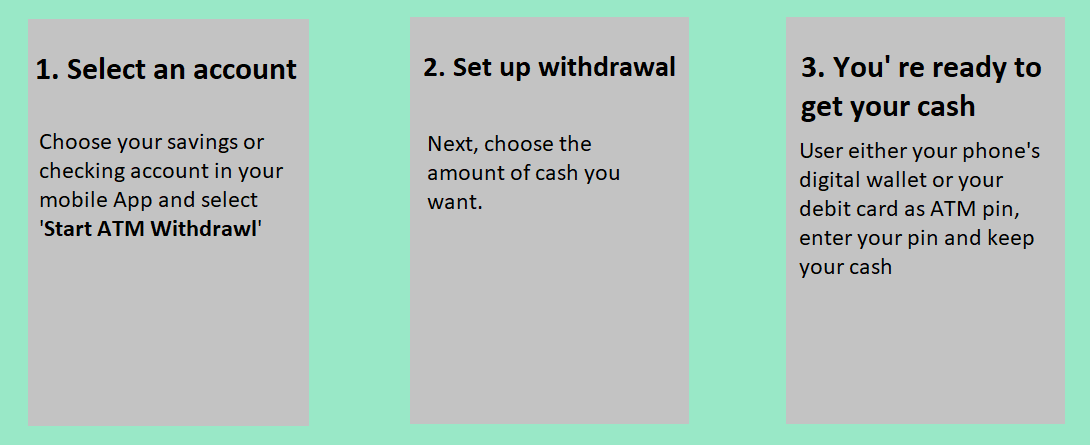 1. Select an account
Choose your savings or
checking account in your
mobile App and select
'Start ATM Withdrawl'
2. Set up withdrawal
Next, choose the
amount of cash you
want.
3. You' re ready to
get your cash
User either your phone's
digital wallet or your
debit card as ATM pin,
enter your pin and keep
your cash